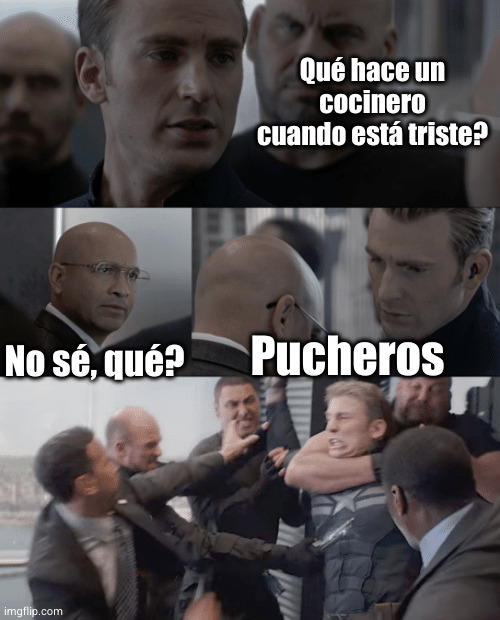 Qué hace un
cocinero
cuando está triste?
No sé, qué?
Pucheros
imgflip.com